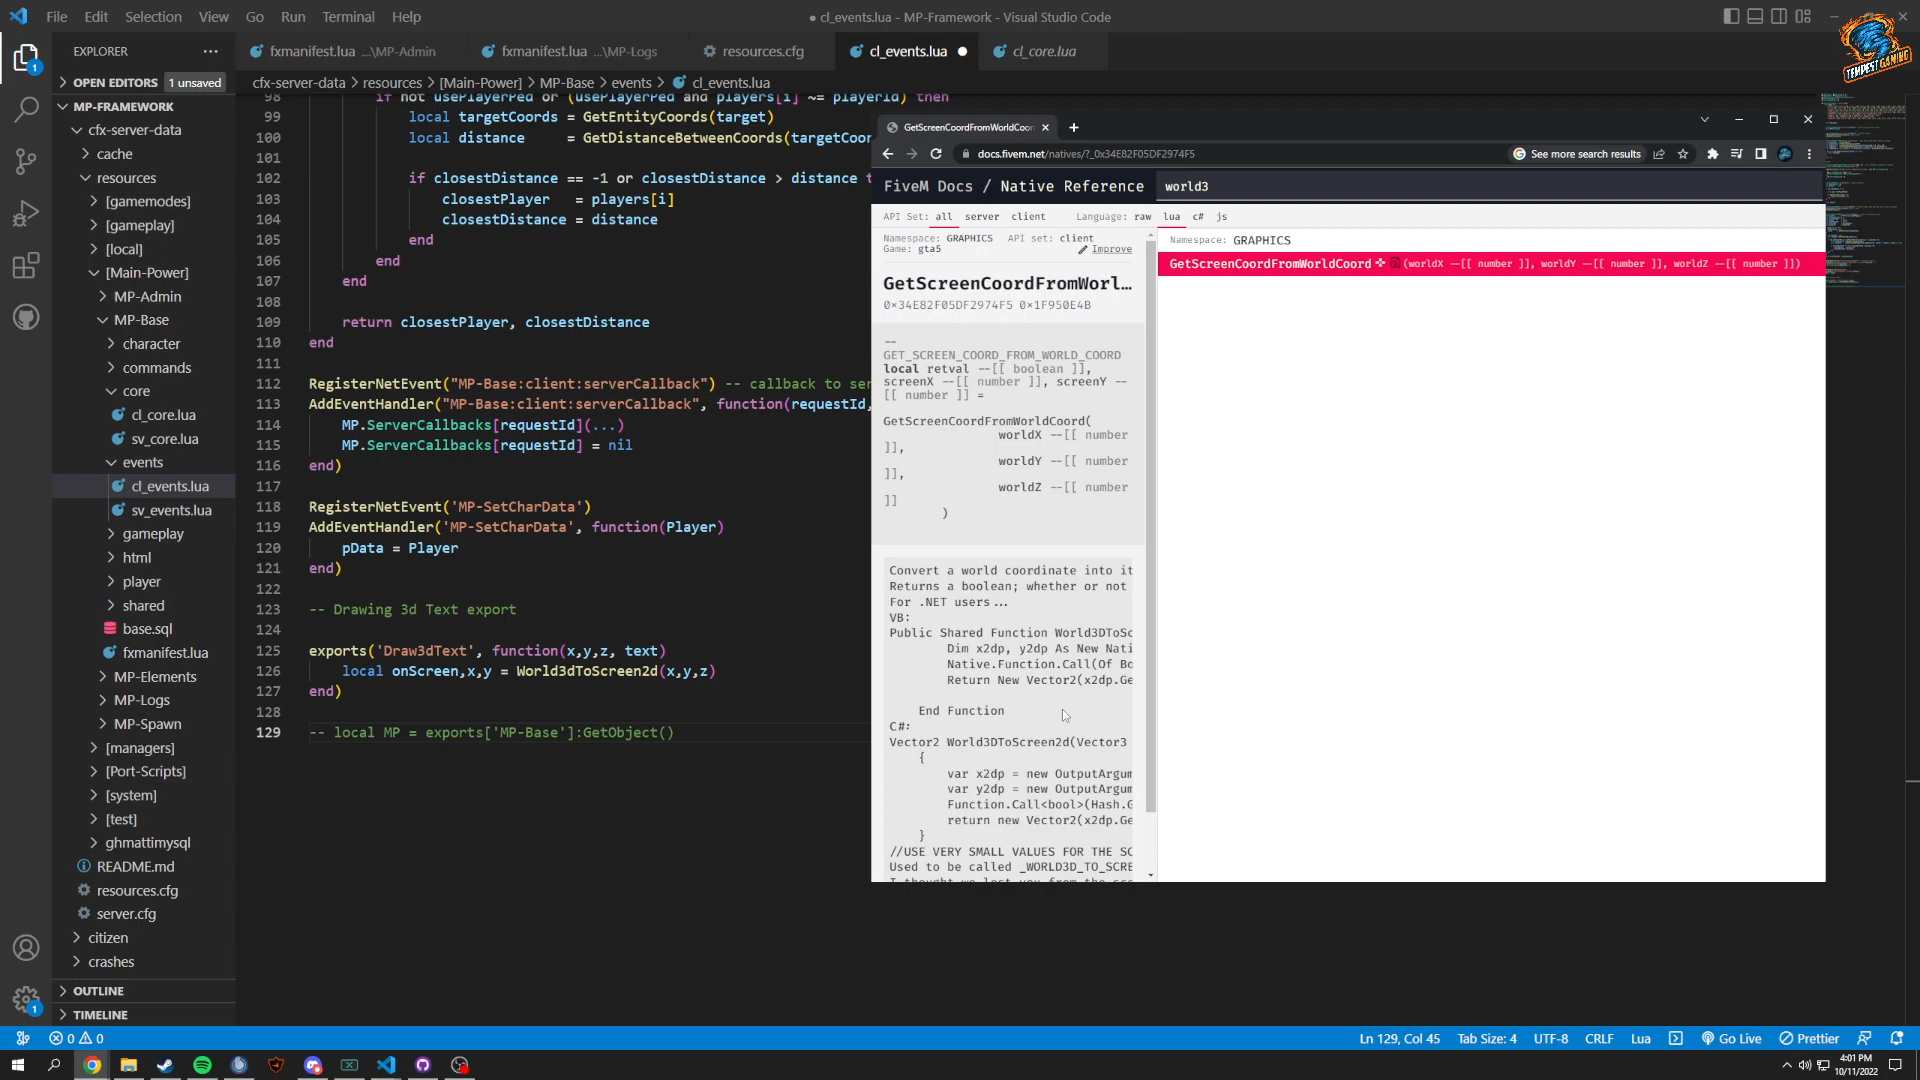 File Edit Selection View Go Run Terminal Help
● cl_events.lua - MP-Framework - Visual Studio Code
EXPLORER ...
fxmanifest.lua ...\MP-Admin
fxmanifest.lua ...\MP-Logs
resources.cfg
cl_events.lua
cl_core.lua
TEMPEST GAMING
OPEN EDITORS 1 unsaved
cfx-server-data > resources > [Main-Power] > MP-Base > events > cl_events.lua
MP-FRAMEWORK
cfx-server-data
cache
resources
[gamemodes]
[gameplay]
[local]
[Main-Power]
MP-Admin
MP-Base
character
commands
core
cl_core.lua
sv_core.lua
events
cl_events.lua
sv_events.lua
gameplay
html
player
shared
base.sql
fxmanifest.lua
MP-Elements
MP-Logs
MP-Spawn
[managers]
[Port-Scripts]
[system]
[test]
ghmattimysql
README.md
resources.cfg
server.cfg
citizen
crashes
OUTLINE
TIMELINE
98 if not usePlayerPed or (usePlayerPed and players[i] ~= playerId) then
99 local targetCoords = GetEntityCoords(target)
100 local distance = GetDistanceBetweenCoords(targetCoor
101
102 if closestDistance == -1 or closestDistance > distance t
103 closestPlayer = players[i]
104 closestDistance = distance
105 end
106 end
107 end
108
109 return closestPlayer, closestDistance
110 end
111
112 RegisterNetEvent("MP-Base:client:serverCallback") -- callback to ser
113 AddEventHandler("MP-Base:client:serverCallback", function(requestId,
114 MP.ServerCallbacks[requestId](...)
115 MP.ServerCallbacks[requestId] = nil
116 end)
117
118 RegisterNetEvent('MP-SetCharData')
119 AddEventHandler('MP-SetCharData', function(Player)
120 pData = Player
121 end)
122
123 -- Drawing 3d Text export
124
125 exports('Draw3dText', function(x,y,z, text)
126 local onScreen,x,y = World3dToScreen2d(x,y,z)
127 end)
128
129 -- local MP = exports['MP-Base']:GetObject()
GetScreenCoordFromWorldCoor
docs.fivem.net/natives/?_0x34E82F05DF2974F5
See more search results
FiveM Docs / Native Reference
world3
API Set: all server client Language: raw lua c# js
Namespace: GRAPHICS API set: client
Game: gta5 Improve
GetScreenCoordFromWorl...
0×34E82F05DF2974F5 0×1F950E4B
--
GET_SCREEN_COORD_FROM_WORLD_COORD
local retval --[[ boolean ]],
screenX --[[ number ]], screenY --
[[ number ]] =
GetScreenCoordFromWorldCoord(
worldX --[[ number
]],
worldY --[[ number
]],
worldZ --[[ number
]]
)
Convert a world coordinate into it
Returns a boolean; whether or not
For .NET users...
VB:
Public Shared Function World3DToSc
Dim x2dp, y2dp As New Nati
Native.Function.Call(Of Bo
Return New Vector2(x2dp.Ge
End Function
C#:
Vector2 World3DToScreen2d(Vector3
{
var x2dp = new OutputArgum
var y2dp = new OutputArgum
Function.Call<bool>(Hash.G
return new Vector2(x2dp.Ge
}
//USE VERY SMALL VALUES FOR THE SC
Used to be called _WORLD3D_TO_SCRE
Namespace: GRAPHICS
GetScreenCoordFromWorldCoord (worldX --[[ number ]], worldY --[[ number ]], worldZ --[[ number ]])
0 0
Ln 129, Col 45 Tab Size: 4 UTF-8 CRLF Lua Go Live Prettier
4:01 PM
10/11/2022